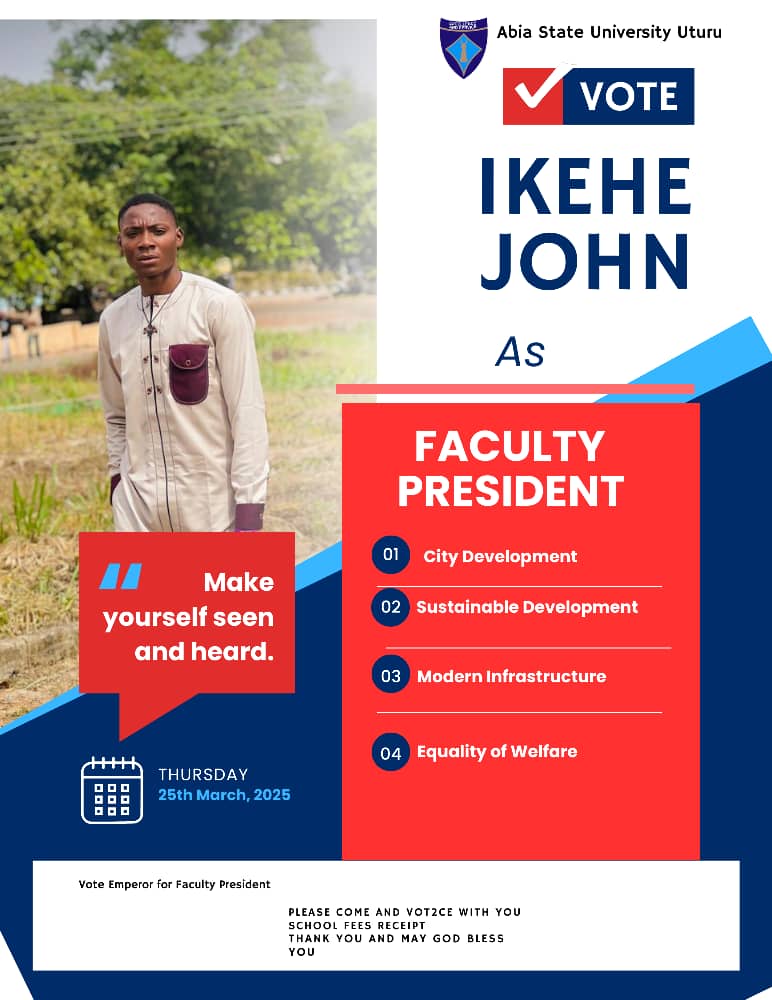 Abia State University Uturu
VOTE
IKEHE
JOHN
As
FACULTY
PRESIDENT
01 City Development
02 Sustainable Development
03 Modern Infrastructure
04 Equality of Welfare
Make
yourself seen
and heard.
THURSDAY
25th March, 2025
Vote Emperor for Faculty President
PLEASE COME AND VOT2CE WITH YOU
SCHOOL FEES RECEIPT
THANK YOU AND MAY GOD BLESS
YOU